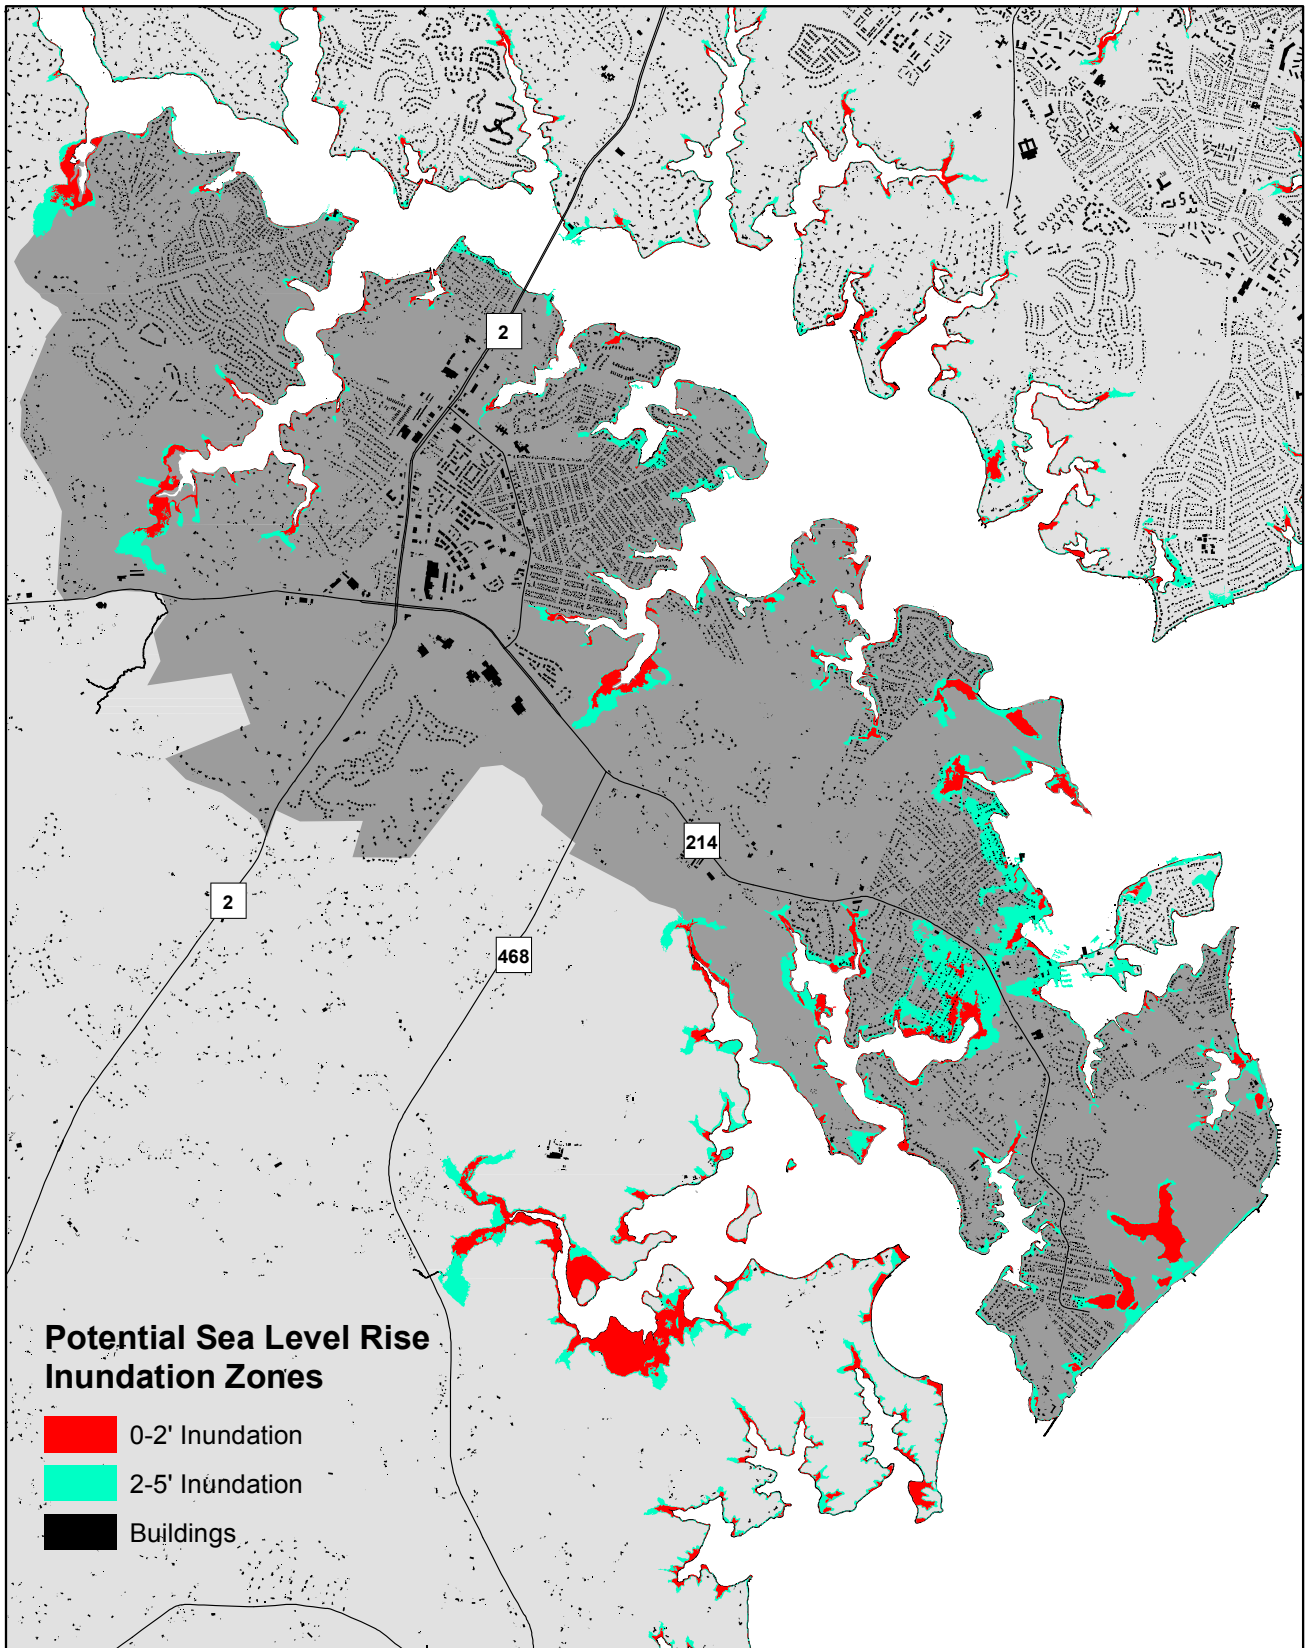 2
214
2
468
Potential Sea Level Rise
Inundation Zones
0-2' Inundation
2-5' Inundation
Buildings